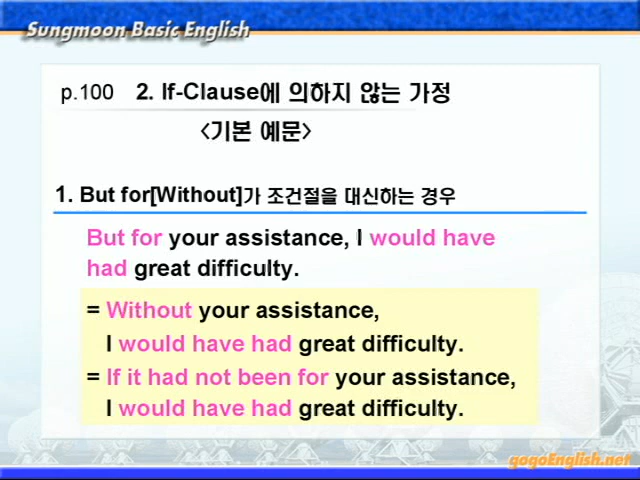 Sungmoon Basic English
p.100 2. If-Clause에 의하지 않는 가정
<기본 예문>
1. But for[Without]가 조건절을 대신하는 경우
But for your assistance, I would have
had great difficulty.
= Without your assistance,
I would have had great difficulty.
= If it had not been for your assistance,
I would have had great difficulty.
gogoEnglish.net